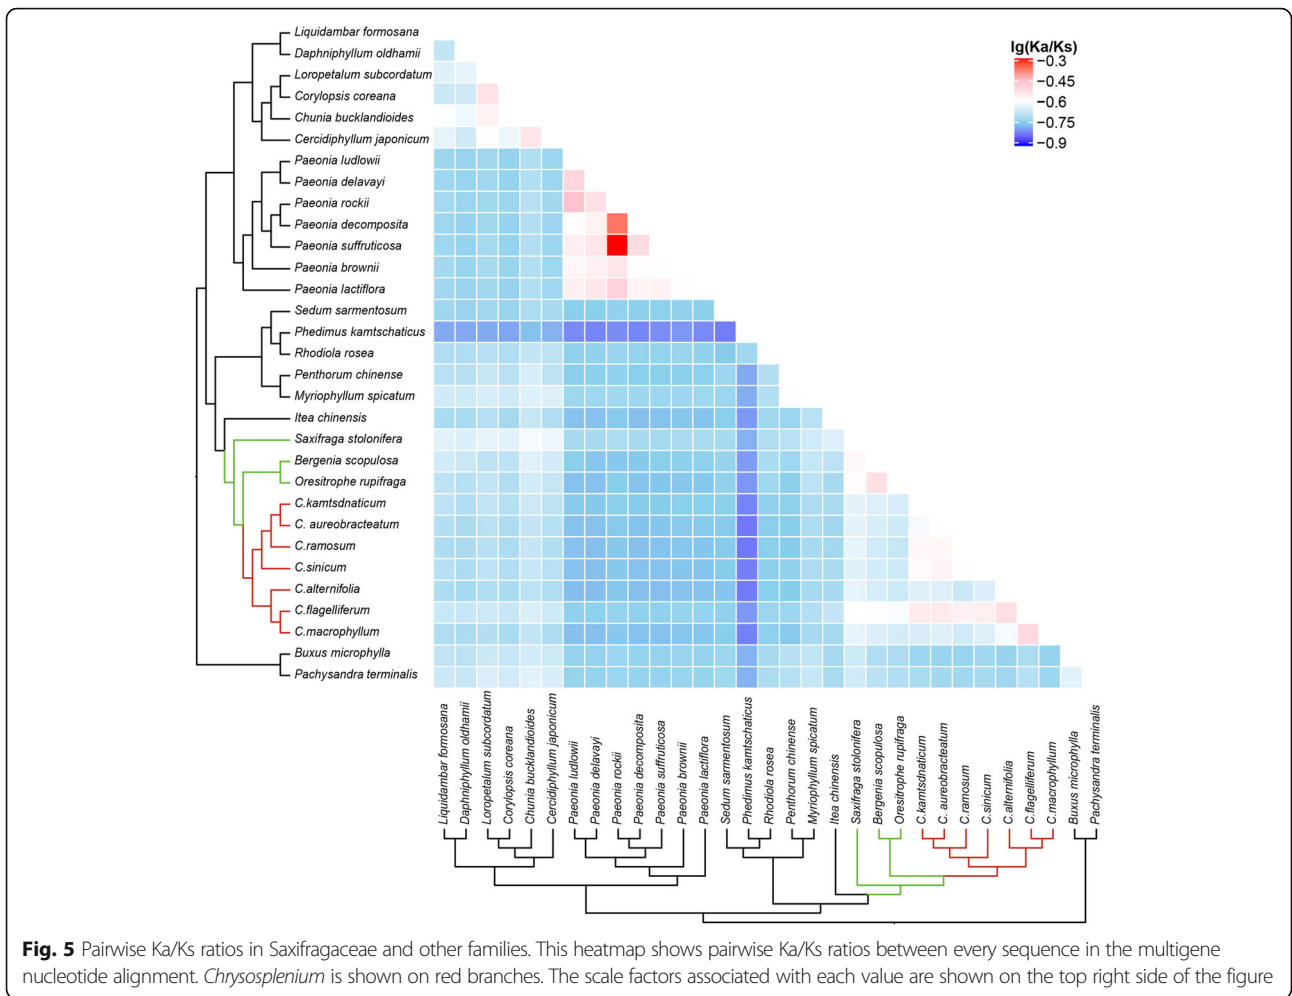 Liquidambar formosana
Daphniphyllum oldhamii
Loropetalum subcordatum
Corylopsis coreana
Chunia bucklandioides
Cercidiphyllum japonicum
Paeonia ludlowii
Paeonia delavayi
Paeonia rockii
Paeonia decomposita
Paeonia suffruticosa
Paeonia brownii
Paeonia lactiflora
Sedum sarmentosum
Phedimus kamtschaticus
Rhodiola rosea
Penthorum chinense
Myriophyllum spicatum
Itea chinensis
Saxifraga stolonifera
Bergenia scopulosa
Oresitrophe rupifraga
C.kamtsdnaticum
C. aureobracteatum
C.ramosum
C.sinicum
C.alternifolia
C.flagelliferum
C.macrophyllum
Buxus microphylla
Pachysandra terminalis
lg(Ka/Ks)
−0.3
−0.45
−0.6
−0.75
−0.9
Liquidambar formosana
Daphniphyllum oldhamii
Loropetalum subcordatum
Corylopsis coreana
Chunia bucklandioides
Cercidiphyllum japonicum
Paeonia ludlowii
Paeonia delavayi
Paeonia rockii
Paeonia decomposita
Paeonia suffruticosa
Paeonia brownii
Paeonia lactiflora
Sedum sarmentosum
Phedimus kamtschaticus
Rhodiola rosea
Penthorum chinense
Myriophyllum spicatum
Itea chinensis
Saxifraga stolonifera
Bergenia scopulosa
Oresitrophe rupifraga
C.kamtsdnaticum
C. aureobracteatum
C.ramosum
C.sinicum
C.alternifolia
C.flagelliferum
C.macrophyllum
Buxus microphylla
Pachysandra terminalis
Fig. 5 Pairwise Ka/Ks ratios in Saxifragaceae and other families. This heatmap shows pairwise Ka/Ks ratios between every sequence in the multigene
nucleotide alignment. Chrysosplenium is shown on red branches. The scale factors associated with each value are shown on the top right side of the figure